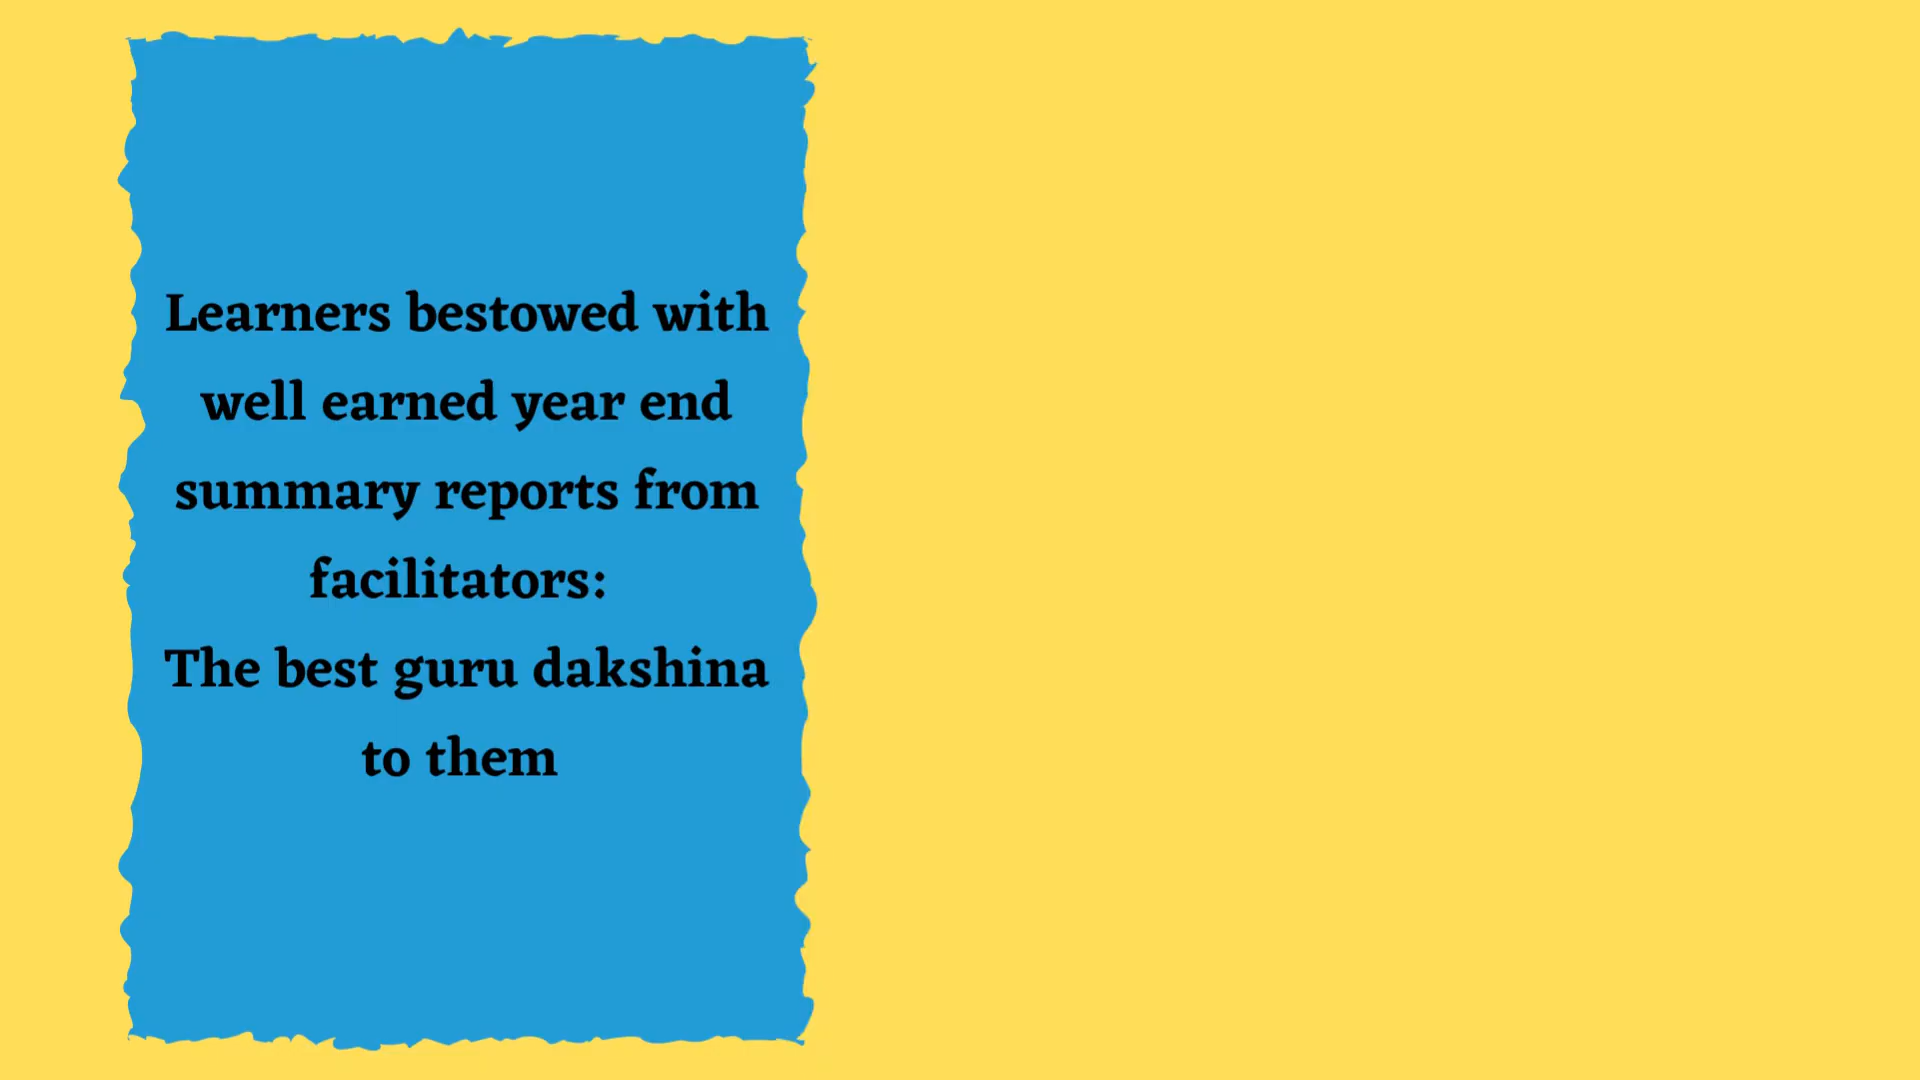 Learners bestowed with
well earned year end
summary reports from
facilitators:
The best guru dakshina
to them